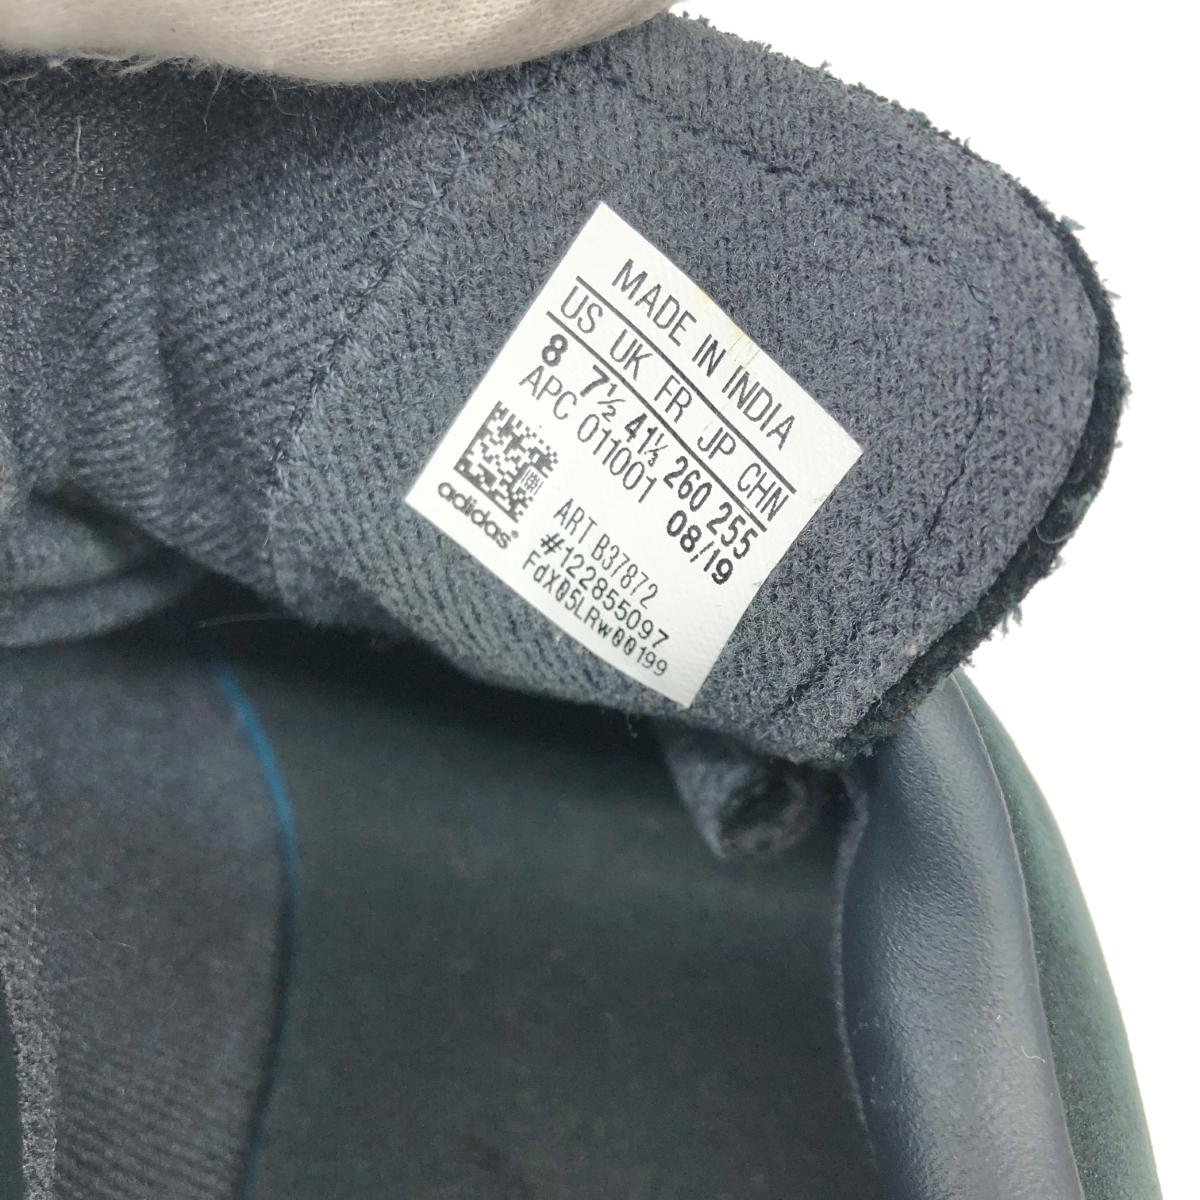 MADE IN INDIA
US UK FR JP CHN
8 7½ 41⅓ 260 255
APC 011001 08/19
ART B37872
#122855097
FdX05LRw00199
adidas®